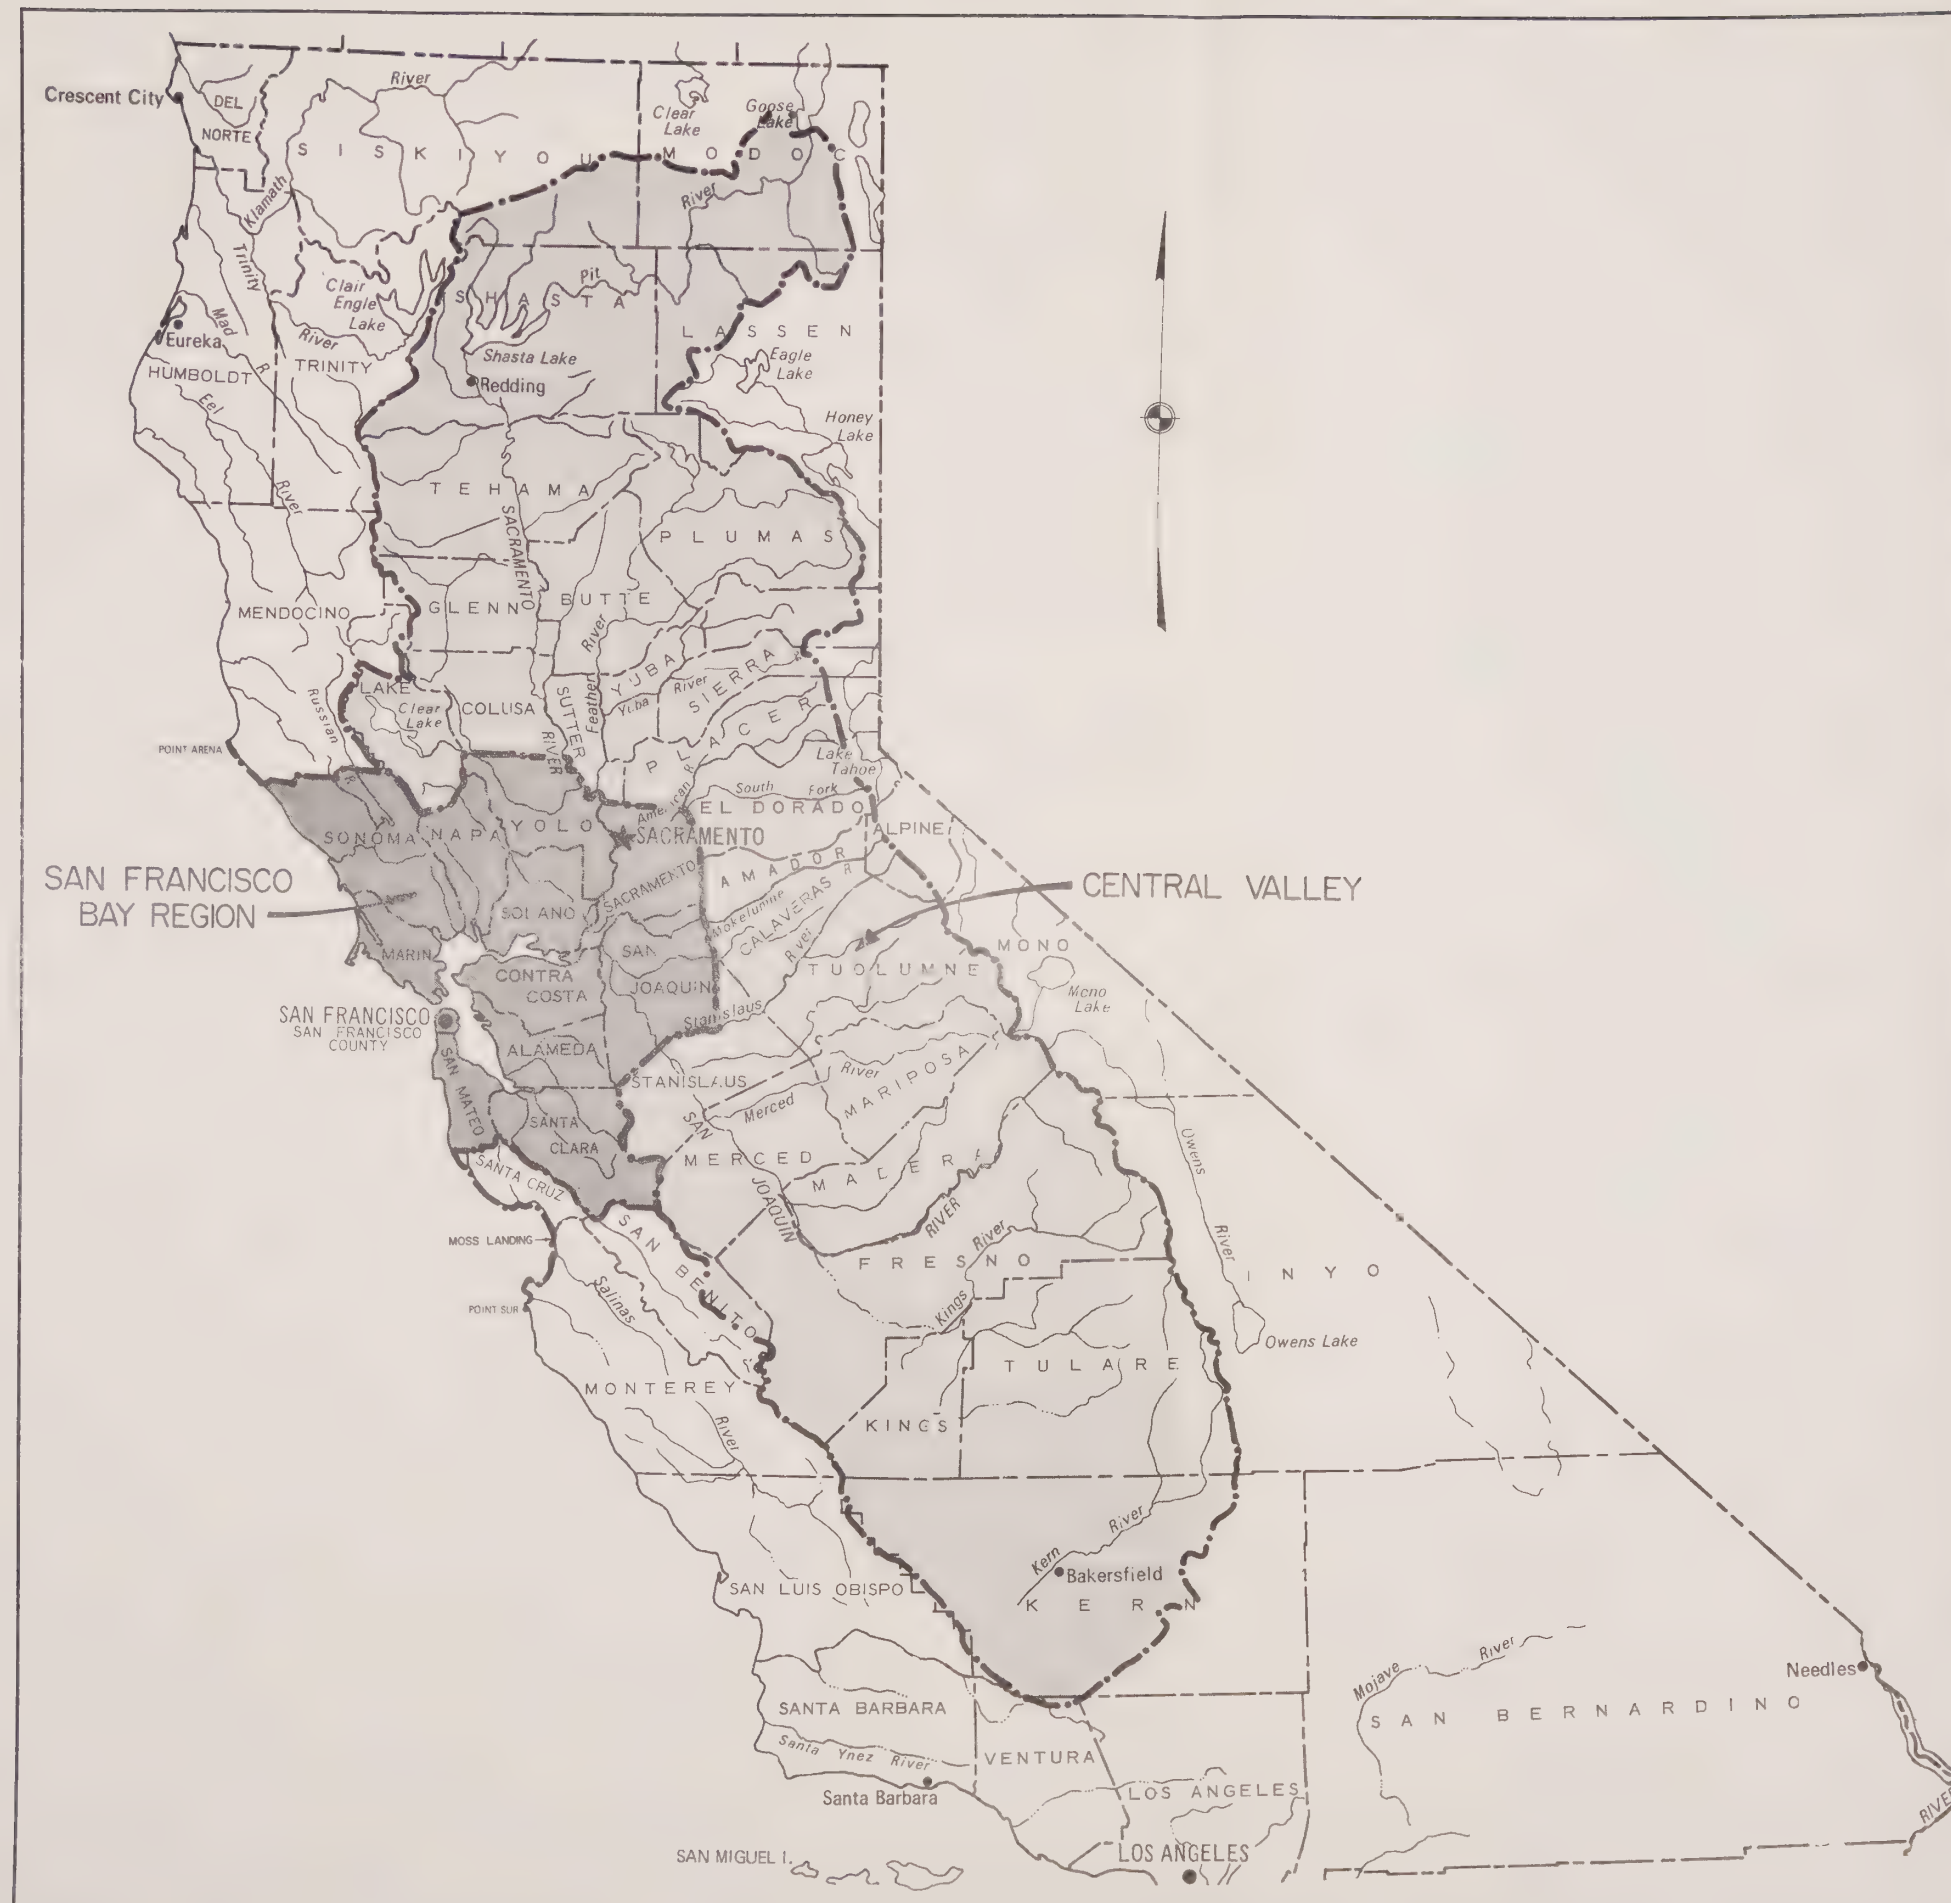 Crescent City
DEL
NORTE
River
SISKIYOU
Clear
Lake
Goose
Lake
MODOC
River
Klamath
Trinity
Clair
Engle
Lake
Pit
SHASTA
Mad
R
River
Eureka
HUMBOLDT
TRINITY
Shasta Lake
Redding
LASSEN
Eagle
Lake
Honey
Lake
Eel
River
TEHAMA
SACRAMENTO
PLUMAS
MENDOCINO
GLENN
BUTTE
River
YUBA
River
SIERRA
LAKE
Clear
Lake
COLUSA
SUTTER
Feather
Yuba
Russian
R
RIVER
PLACER
Lake
Tahoe
POINT ARENA
American R
South Fork
EL DORADO
SONOMA
NAPA
YOLO
SACRAMENTO
ALPINE
AMADOR
SAN FRANCISCO
BAY REGION
CENTRAL VALLEY
SOLANO
SACRAMENTO
Mokelumne
R
CALAVERAS
River
MARIN
SAN
JOAQUIN
TUOLUMNE
MONO
Mono
Lake
CONTRA
COSTA
Stanislaus
SAN FRANCISCO
SAN FRANCISCO
COUNTY
ALAMEDA
STANISLAUS
River
MARIPOSA
SAN MATEO
SANTA
CLARA
SAN
Merced
Owens
SANTA CRUZ
MERCED
MADERA
JOAQUIN
RIVER
MOSS LANDING
SAN BENITO
River
FRESNO
River
INYO
Salinas
POINT SUR
Kings
Owens Lake
TULARE
MONTEREY
River
KINGS
River
Kern
Bakersfield
SAN LUIS OBISPO
KERN
River
Mojave
Needles
SANTA BARBARA
SAN BERNARDINO
Santa Ynez River
VENTURA
Santa Barbara
LOS ANGELES
RIVER
SAN MIGUEL I.
LOS ANGELES